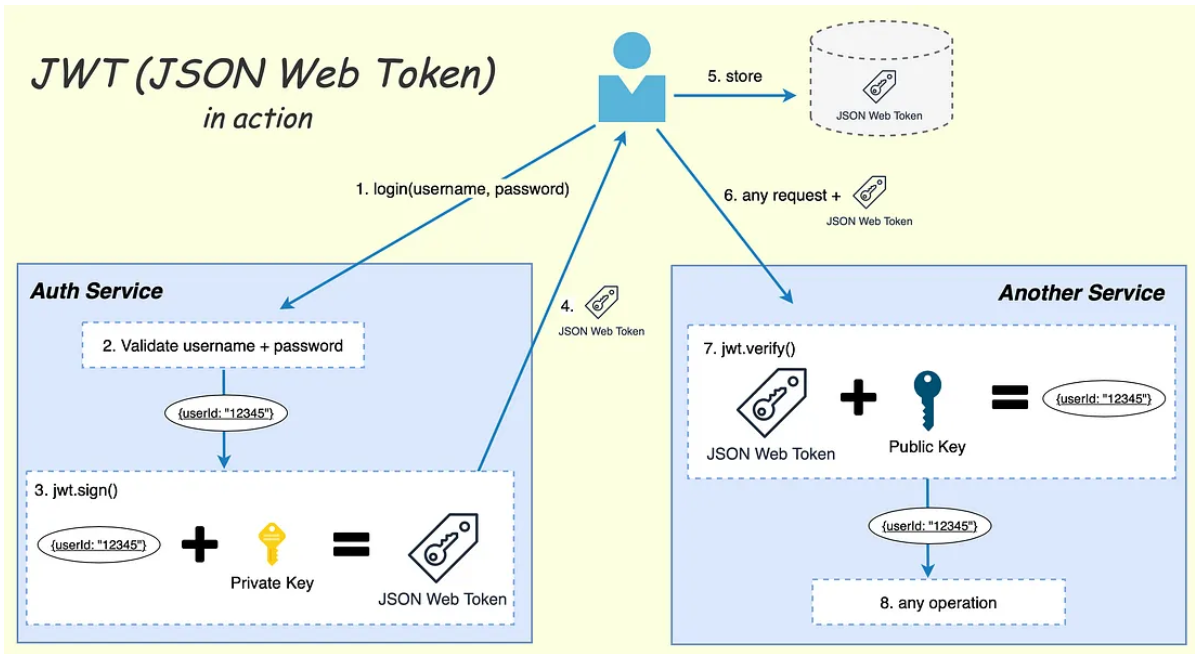 JWT (JSON Web Token)
in action
5. store
JSON Web Token
1. login(username, password)
6. any request +
JSON Web Token
4.
JSON Web Token
Auth Service
2. Validate username + password
{userId: "12345"}
3. jwt.sign()
{userId: "12345"}
Private Key
JSON Web Token
Another Service
7. jwt.verify()
JSON Web Token
Public Key
{userId: "12345"}
{userId: "12345"}
8. any operation